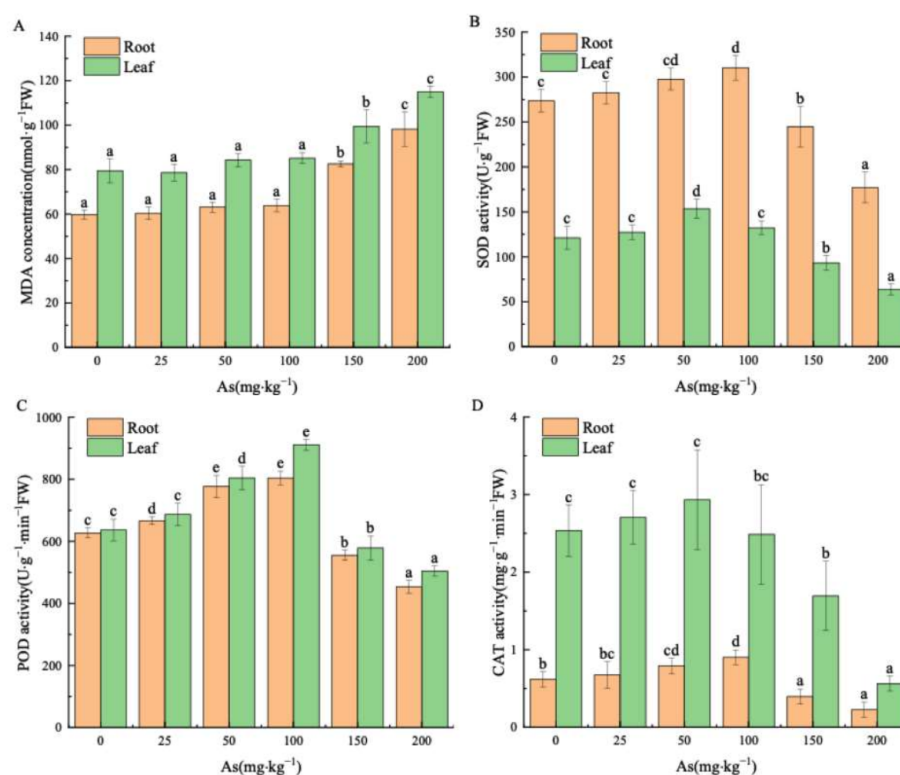 A
MDA concentration(nmol·g⁻¹FW)
140
120
100
80
60
40
20
0
Root
Leaf
a a a a a a a a b b c c
0 25 50 100 150 200
As(mg·kg⁻¹)
B
SOD activity(U·g⁻¹FW)
350
300
250
200
150
100
50
0
Root
Leaf
c c c c cd d d c b b a a
0 25 50 100 150 200
As(mg·kg⁻¹)
C
POD activity(U·g⁻¹·min⁻¹FW)
1000
800
600
400
200
0
Root
Leaf
c c d c e d e e b b a a
0 25 50 100 150 200
As(mg·kg⁻¹)
D
CAT activity(mg·g⁻¹·min⁻¹FW)
4
3
2
1
0
Root
Leaf
b c bc c cd c d bc a b a a
0 25 50 100 150 200
As(mg·kg⁻¹)